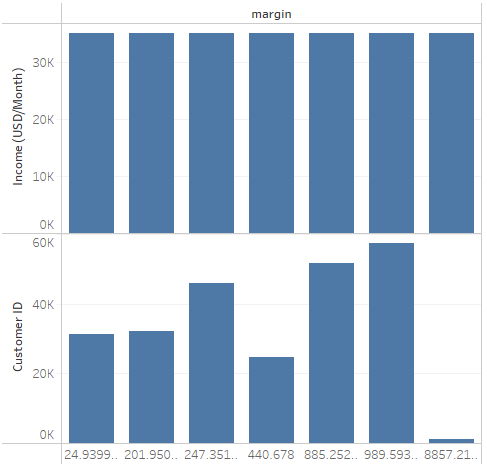 margin
Income (USD/Month)
30K
20K
10K
0K
Customer ID
60K
40K
20K
0K
24.9399.. 201.950.. 247.351.. 440.678 885.252.. 989.593.. 8857.21..